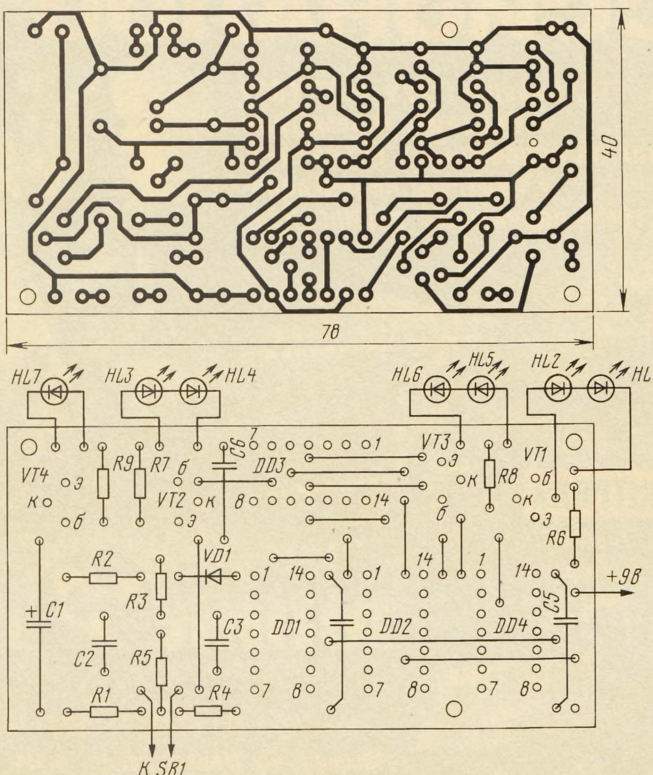 40
78
HL7 HL3 HL4 HL6 HL5 HL2 HL
VT4 э R9 R7 б C6 7 DD3 1 VT3 э R8 VT1 б
к VT2 к 8 14 к к э
б э б R6
R2 VD1 1 14 1 14 1 14 C5 +9В
+ C1 R3 C3 DD1 DD2 DD4
C2 R5
R1 R4 7 8 7 8 7 8
К SB1